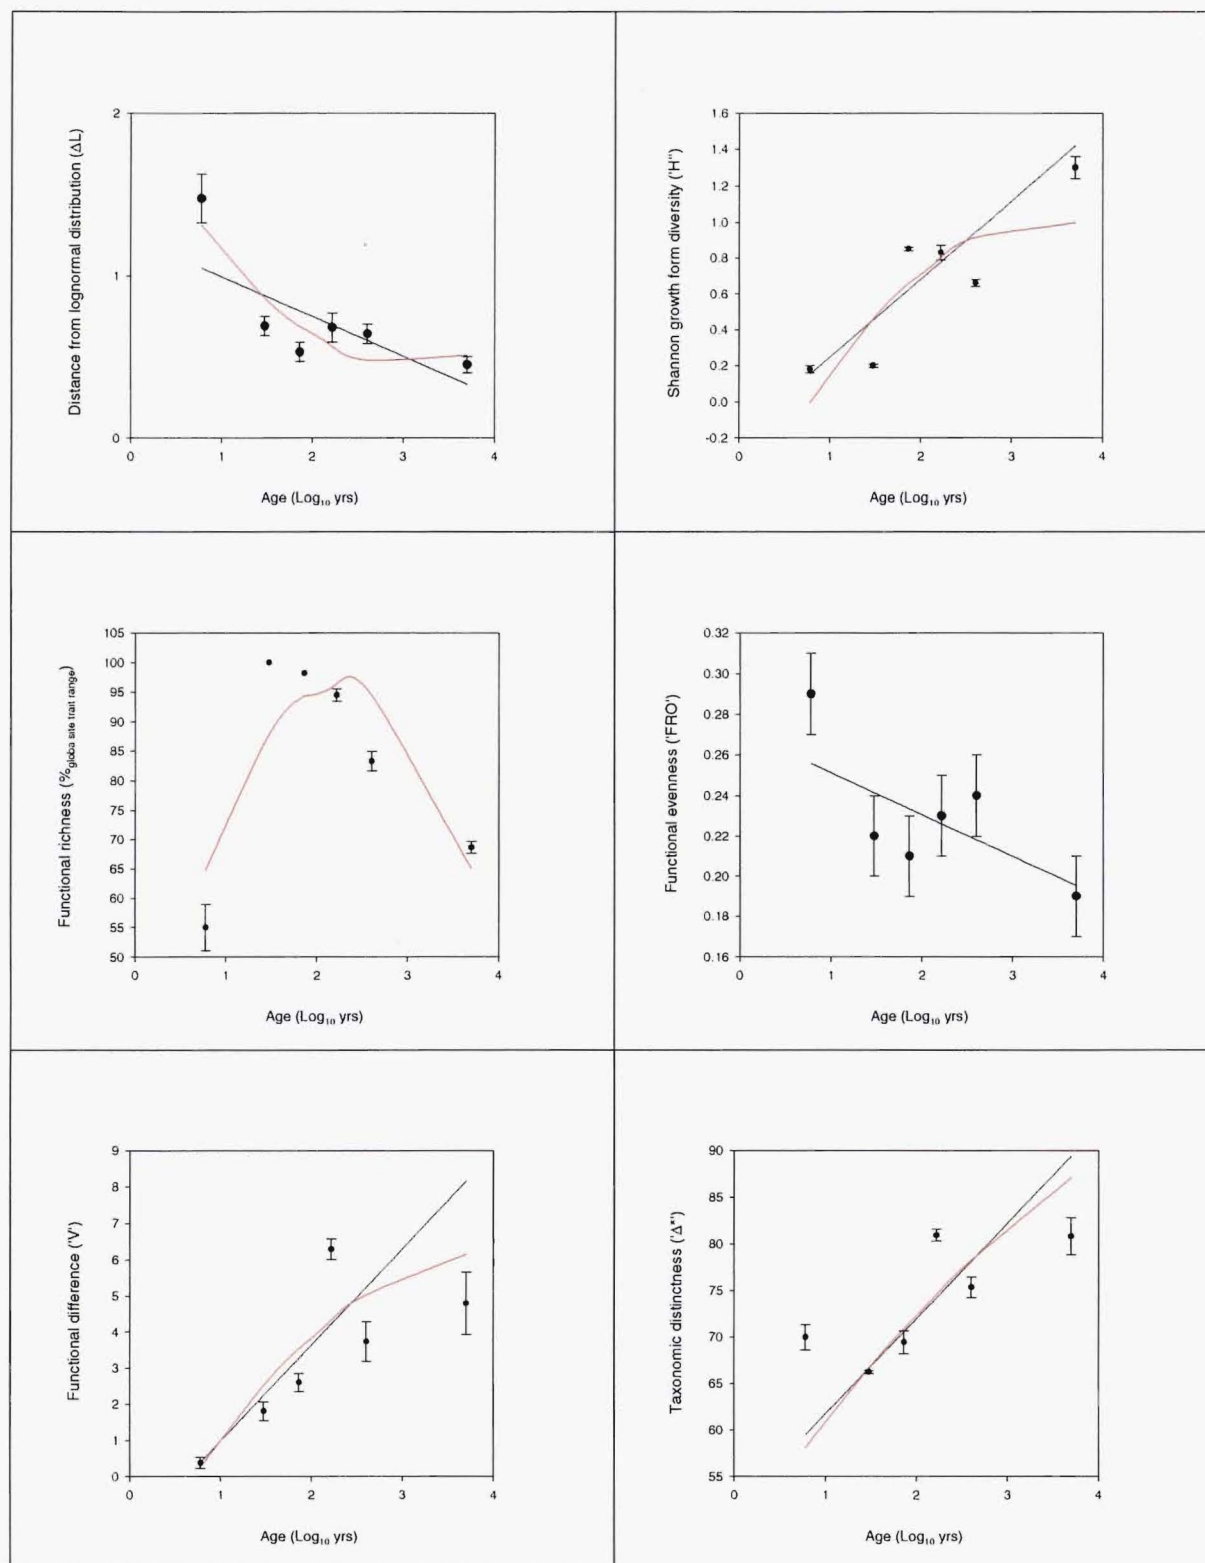 Distance from lognormal distribution (ΔL)
2
1
0
0 1 2 3 4
Age (Log₁₀ yrs)
Shannon growth form diversity ('H'')
1.6
1.4
1.2
1.0
0.8
0.6
0.4
0.2
0.0
-0.2
0 1 2 3 4
Age (Log₁₀ yrs)
Functional richness (%globa site trait range)
105
100
95
90
85
80
75
70
65
60
55
50
0 1 2 3 4
Age (Log₁₀ yrs)
Functional evenness ('FRO')
0.32
0.30
0.28
0.26
0.24
0.22
0.20
0.18
0.16
0 1 2 3 4
Age (Log₁₀ yrs)
Functional difference ('V')
9
8
7
6
5
4
3
2
1
0
0 1 2 3 4
Age (Log₁₀ yrs)
Taxonomic distinctness ('Δ*')
90
85
80
75
70
65
60
55
0 1 2 3 4
Age (Log₁₀ yrs)